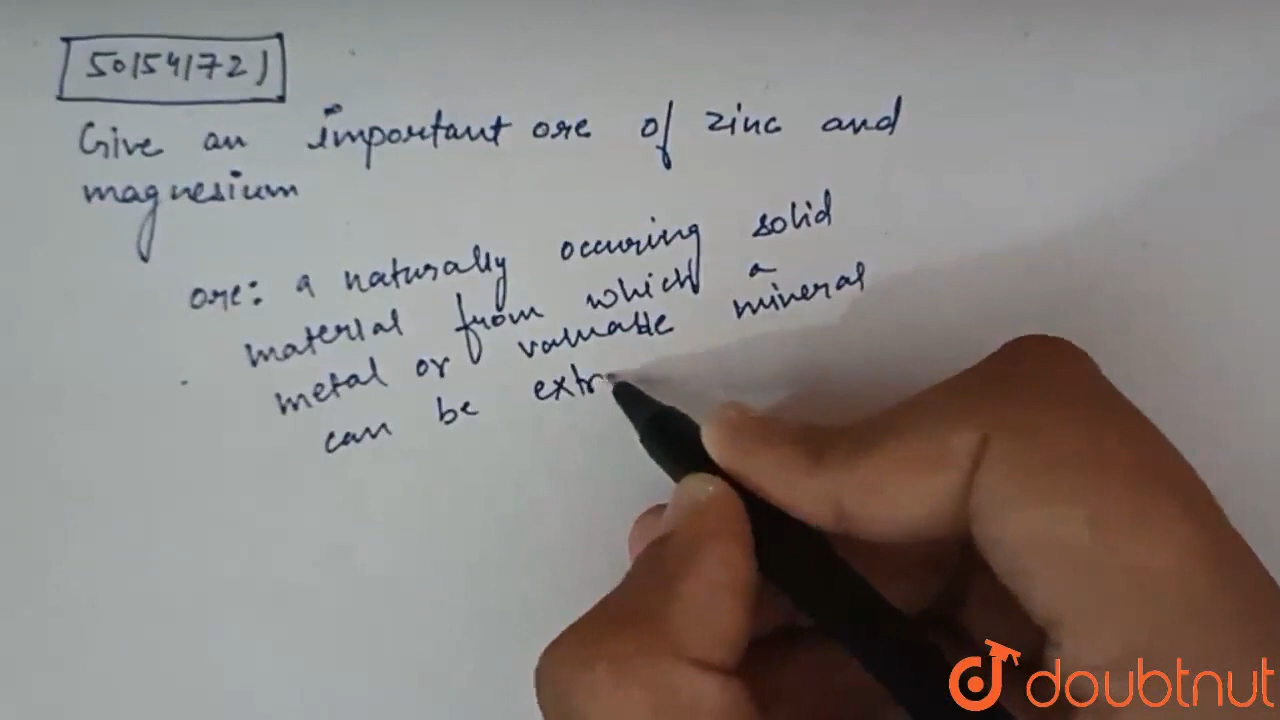 50154172)
Give an important ore of zinc and
magnesium
ore: a naturally occuring solid
material from which a
metal or valuable mineral
can be extr
doubtnut